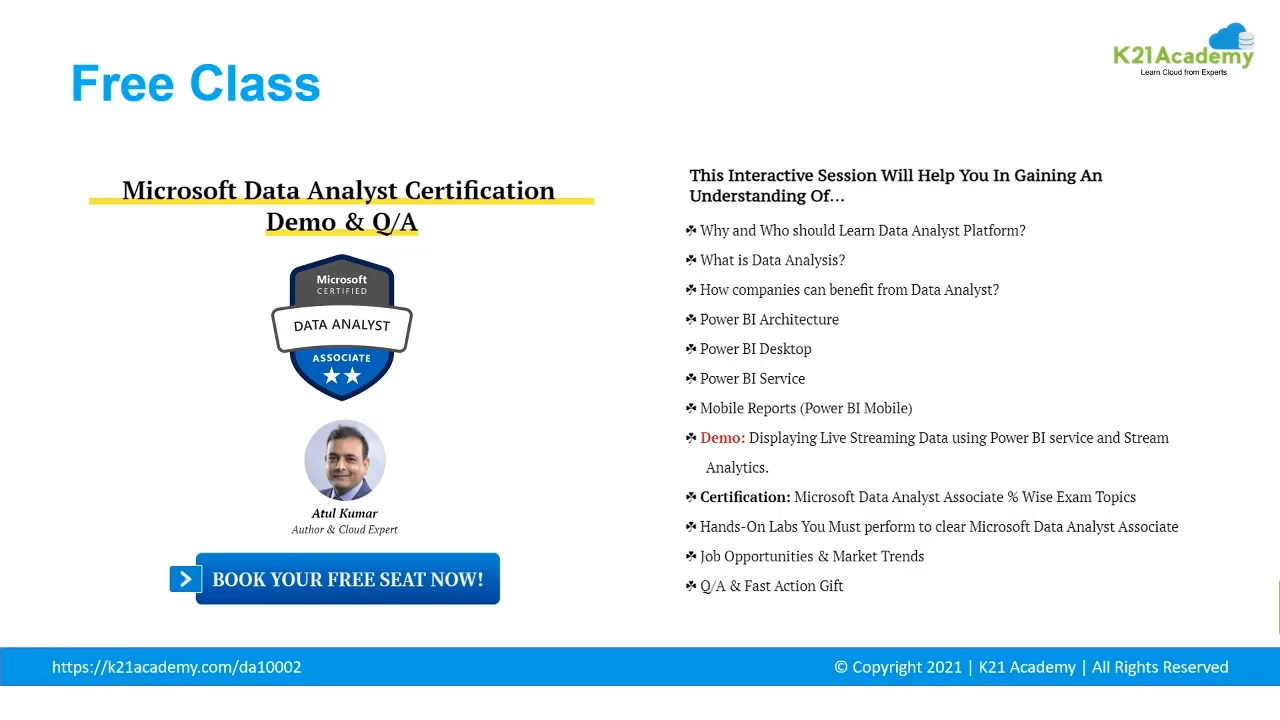 K21Academy
Learn Cloud from Experts
Free Class
Microsoft Data Analyst Certification
Demo & Q/A
Microsoft
CERTIFIED
DATA ANALYST
ASSOCIATE
Atul Kumar
Author & Cloud Expert
BOOK YOUR FREE SEAT NOW!
This Interactive Session Will Help You In Gaining An
Understanding Of...
Why and Who should Learn Data Analyst Platform?
What is Data Analysis?
How companies can benefit from Data Analyst?
Power BI Architecture
Power BI Desktop
Power BI Service
Mobile Reports (Power BI Mobile)
Demo: Displaying Live Streaming Data using Power BI service and Stream
Analytics.
Certification: Microsoft Data Analyst Associate % Wise Exam Topics
Hands-On Labs You Must perform to clear Microsoft Data Analyst Associate
Job Opportunities & Market Trends
Q/A & Fast Action Gift
https://k21academy.com/da10002
© Copyright 2021 | K21 Academy | All Rights Reserved